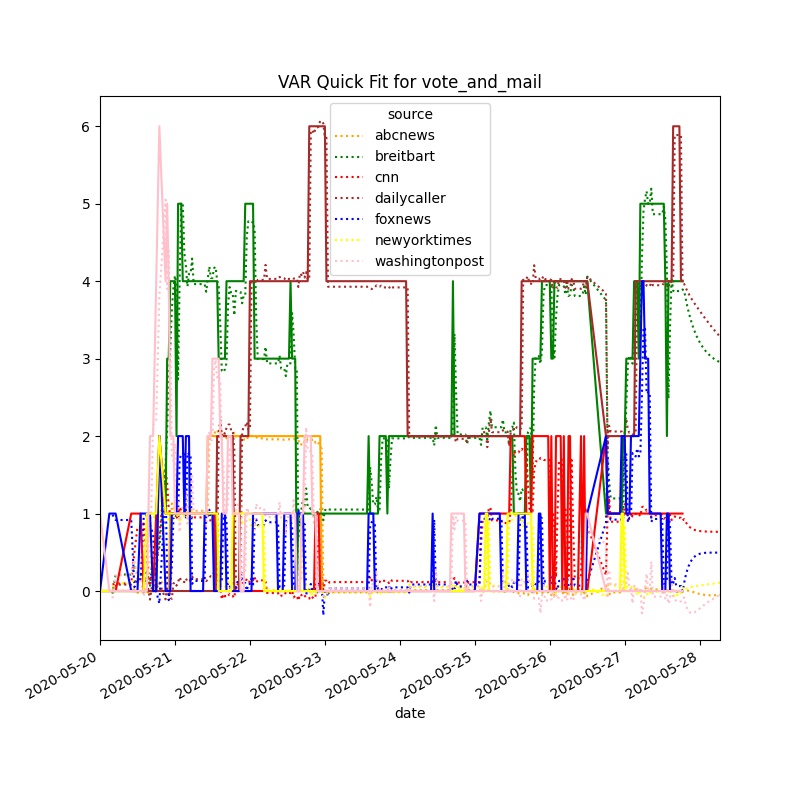 VAR Quick Fit for vote_and_mail
source
abcnews
breitbart
cnn
dailycaller
foxnews
newyorktimes
washingtonpost
6
5
4
3
2
1
0
2020-05-20
2020-05-21
2020-05-22
2020-05-23
2020-05-24
2020-05-25
2020-05-26
2020-05-27
2020-05-28
date